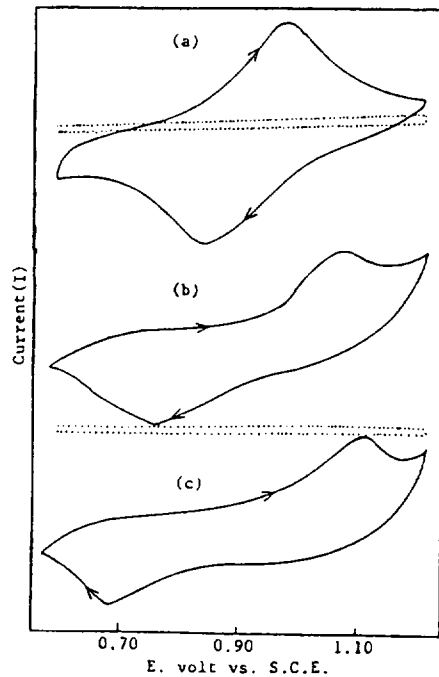 (a)
(b)
(c)
Current(I)
0.70 0.90 1.10
E. volt vs. S.C.E.